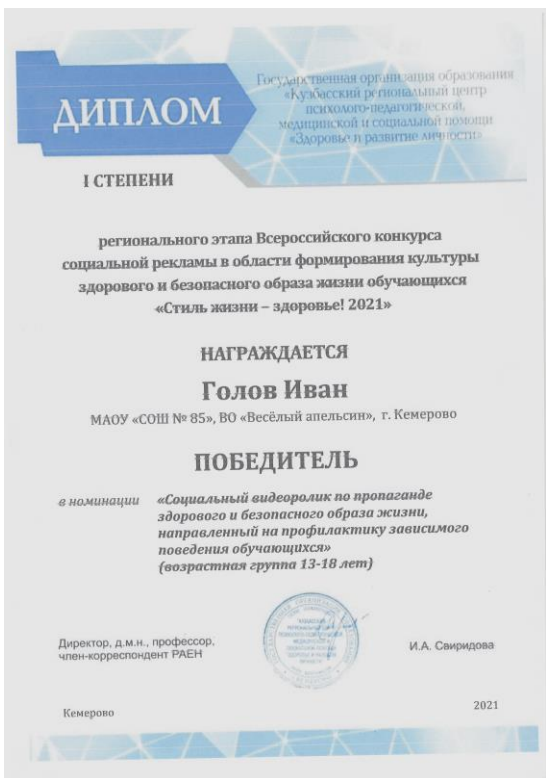 Государственная организация образования
«Кузбасский региональный центр
психолого-педагогической,
медицинской и социальной помощи
«Здоровье и развитие личности»
ДИПЛОМ
I СТЕПЕНИ
регионального этапа Всероссийского конкурса
социальной рекламы в области формирования культуры
здорового и безопасного образа жизни обучающихся
«Стиль жизни – здоровье! 2021»
НАГРАЖДАЕТСЯ
Голов Иван
МАОУ «СОШ № 85», ВО «Весёлый апельсин», г. Кемерово
ПОБЕДИТЕЛЬ
в номинации «Социальный видеоролик по пропаганде
здорового и безопасного образа жизни,
направленный на профилактику зависимого
поведения обучающихся»
(возрастная группа 13-18 лет)
Директор, д.м.н., профессор,
член-корреспондент РАЕН
И.А. Свиридова
Кемерово
2021